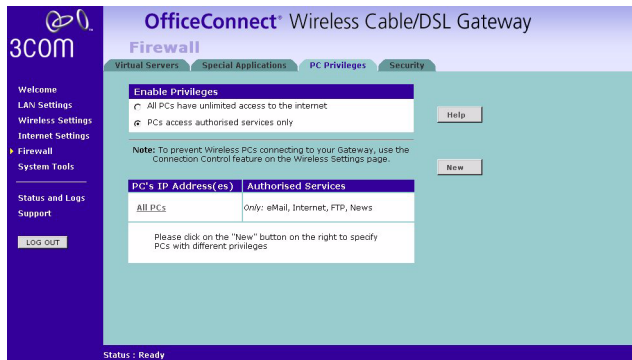 3COM
OfficeConnect® Wireless Cable/DSL Gateway
Firewall
Virtual Servers
Special Applications
PC Privileges
Security
Welcome
LAN Settings
Wireless Settings
Internet Settings
Firewall
System Tools
Status and Logs
Support
LOG OUT
Enable Privileges
All PCs have unlimited access to the internet
PCs access authorised services only
Note: To prevent Wireless PCs connecting to your Gateway, use the
Connection Control feature on the Wireless Settings page.
PC's IP Address(es) Authorised Services
All PCs Only: eMail, Internet, FTP, News
Please click on the "New" button on the right to specify
PCs with different privileges
Help
New
Status : Ready